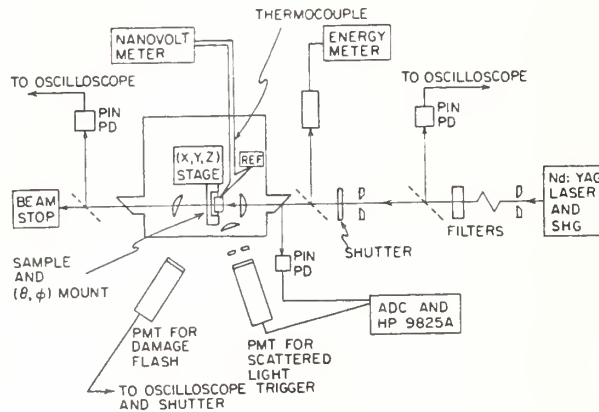 THERMOCOUPLE
NANOVOLT
METER
ENERGY
METER
TO OSCILLOSCOPE
TO OSCILLOSCOPE
PIN
PD
PIN
PD
(X,Y,Z)
STAGE
REF
BEAM
STOP
Nd: YAG
LASER
AND
SHG
FILTERS
SHUTTER
SAMPLE
AND
(θ, ϕ) MOUNT
PIN
PD
ADC AND
HP 9825A
PMT FOR
DAMAGE
FLASH
PMT FOR
SCATTERED
LIGHT
TO OSCILLOSCOPE TRIGGER
AND SHUTTER